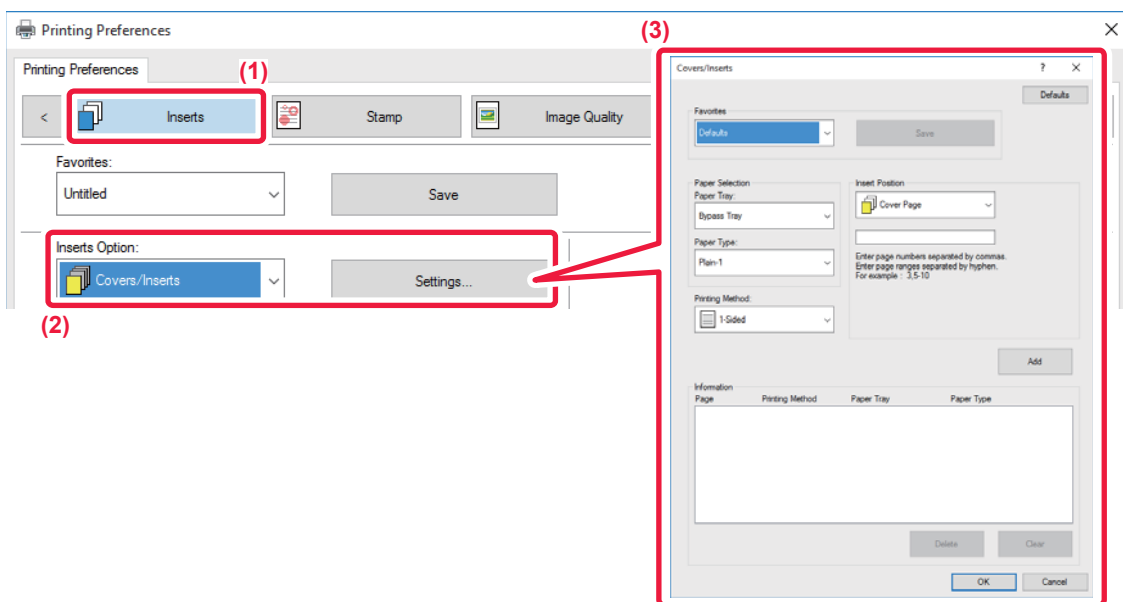 Printing Preferences
(3)
Printing Preferences
(1)
< Inserts Stamp Image Quality
Favorites:
Untitled Save
Inserts Option:
Covers/Inserts Settings...
(2)
Covers/Inserts ?
Defaults
Favorites
Defaults Save
Paper Selection
Paper Tray:
Bypass Tray
Paper Type:
Plain-1
Insert Position
Cover Page
Enter page numbers separated by commas.
Enter page ranges separated by hyphen.
For example : 3,5-10
Printing Method:
1-Sided
Add
Information
Page Printing Method Paper Tray Paper Type
Delete Clear
OK Cancel